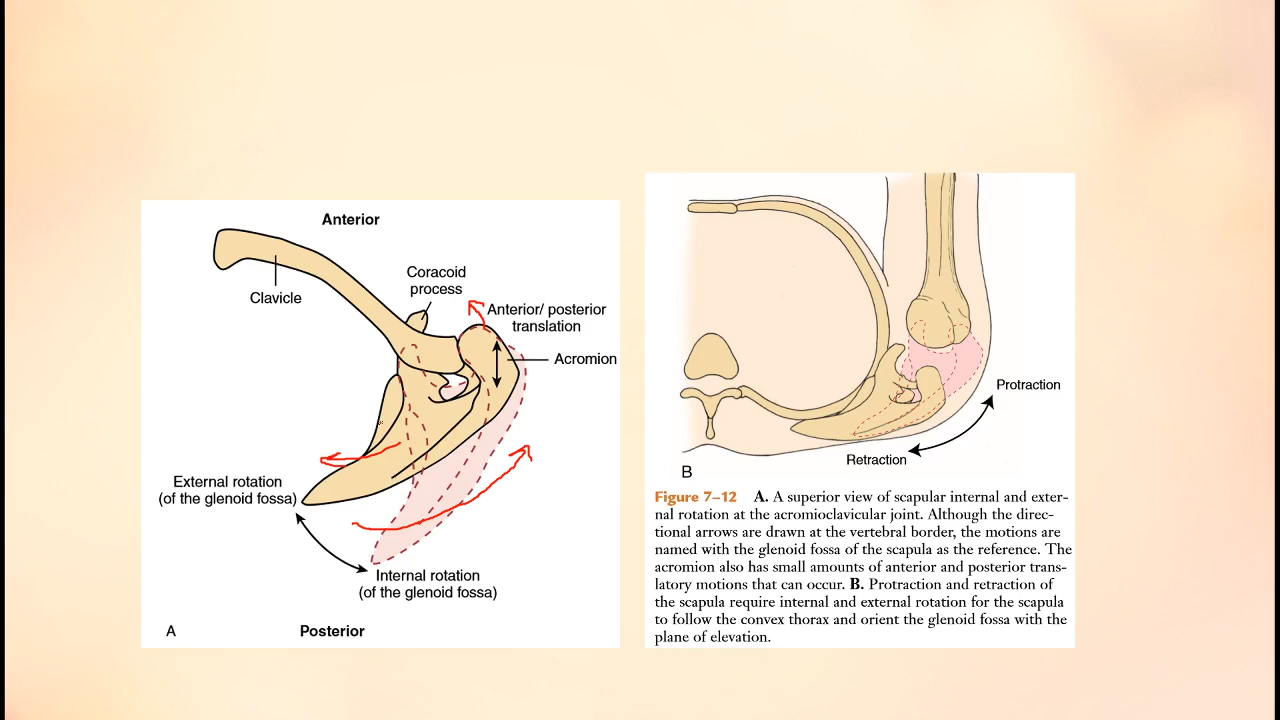 Anterior
Coracoid
process
Clavicle
Anterior/ posterior
translation
Acromion
External rotation
(of the glenoid fossa)
Internal rotation
(of the glenoid fossa)
A
Posterior
Protraction
Retraction
B
Figure 7–12 A. A superior view of scapular internal and exter-
nal rotation at the acromioclavicular joint. Although the direc-
tional arrows are drawn at the vertebral border, the motions are
named with the glenoid fossa of the scapula as the reference. The
acromion also has small amounts of anterior and posterior trans-
latory motions that can occur. B. Protraction and retraction of
the scapula require internal and external rotation for the scapula
to follow the convex thorax and orient the glenoid fossa with the
plane of elevation.